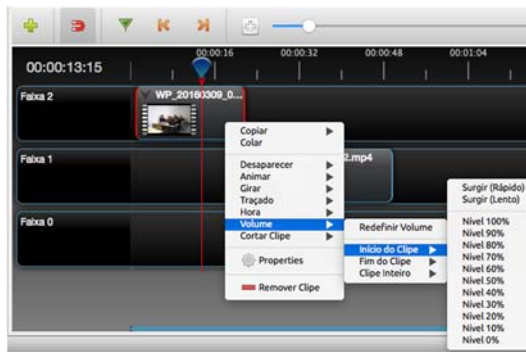 00:00:16
00:00:32
00:00:48
00:01:04
00:00:13:15
Faixa 2
WP_20160309_0...
Copiar
Colar
Faixa 1
2.mp4
Desaparecer
Animar
Girar
Traçado
Hora
Volume
Cortar Clipe
Properties
Remover Clipe
Faixa 0
Redefinir Volume
Início do Clipe
Fim do Clipe
Clipe Inteiro
Surgir (Rápido)
Surgir (Lento)
Nível 100%
Nível 90%
Nível 80%
Nível 70%
Nível 60%
Nível 50%
Nível 40%
Nível 30%
Nível 20%
Nível 10%
Nível 0%